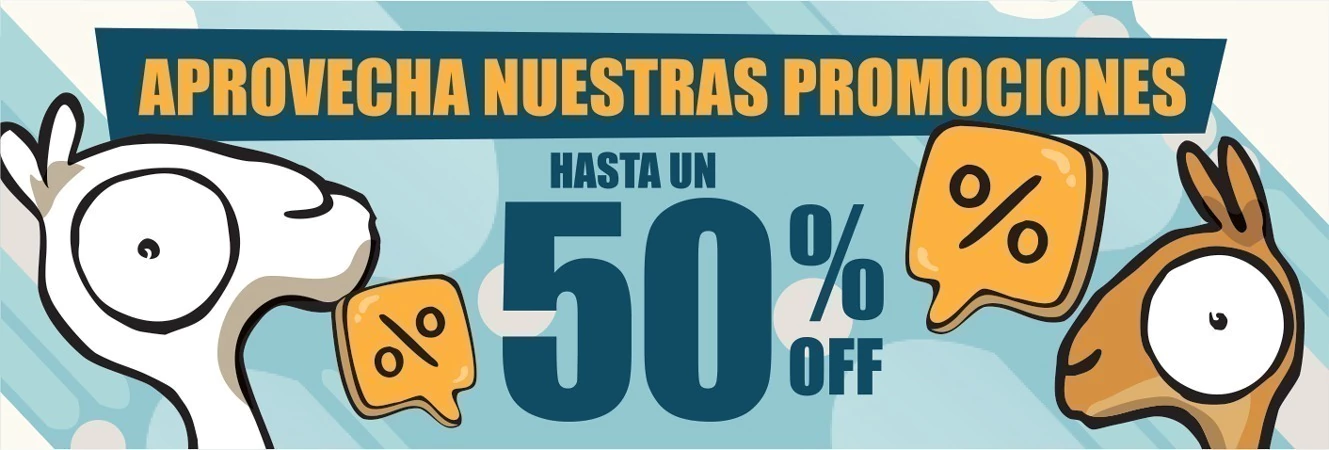 APROVECHA NUESTRAS PROMOCIONES
HASTA UN
50%
OFF
%
%